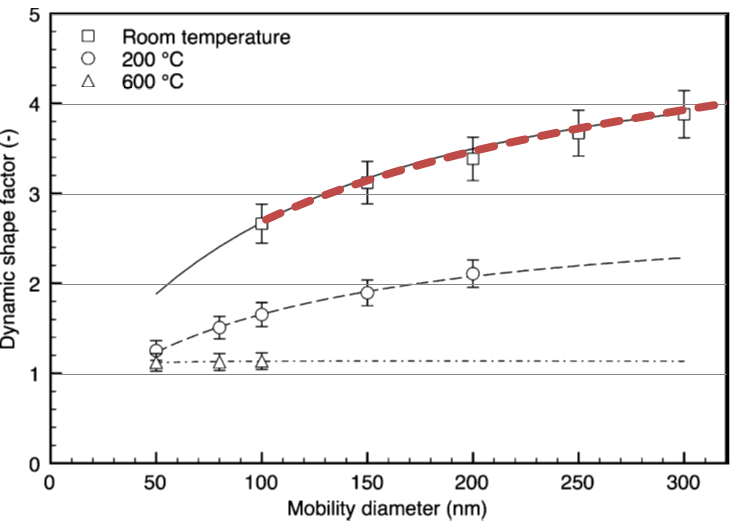 Room temperature
200 °C
600 °C
Dynamic shape factor (-)
5
4
3
2
1
0
0 50 100 150 200 250 300
Mobility diameter (nm)